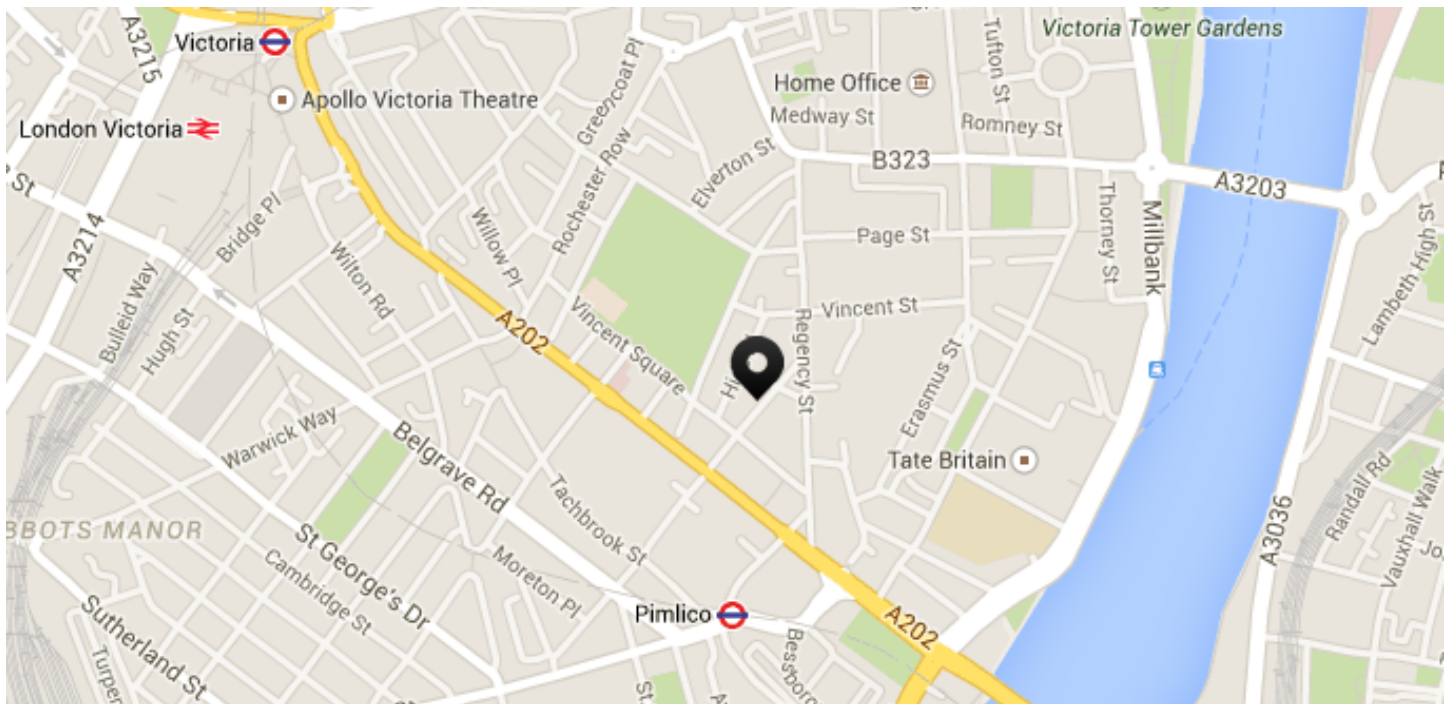 A3215
Victoria
Apollo Victoria Theatre
London Victoria
Greencoat Pl
Tufton St
Victoria Tower Gardens
Home Office
Medway St
Romney St
B323
A3203
Elverton St
Rochester Row
Willow Pl
Bridge Pl
Wilton Rd
A3214
St
Page St
Thorney St
Millbank
Lambeth High St
Bulleid Way
Hugh St
A202
Vincent Square
Vincent St
Regency St
Erasmus St
Warwick Way
Belgrave Rd
Tate Britain
Tachbrook St
Randall Rd
Vauxhall Walk
A3036
St George's Dr
Cambridge St
Moreton Pl
Sutherland St
Pimlico
A202
St.